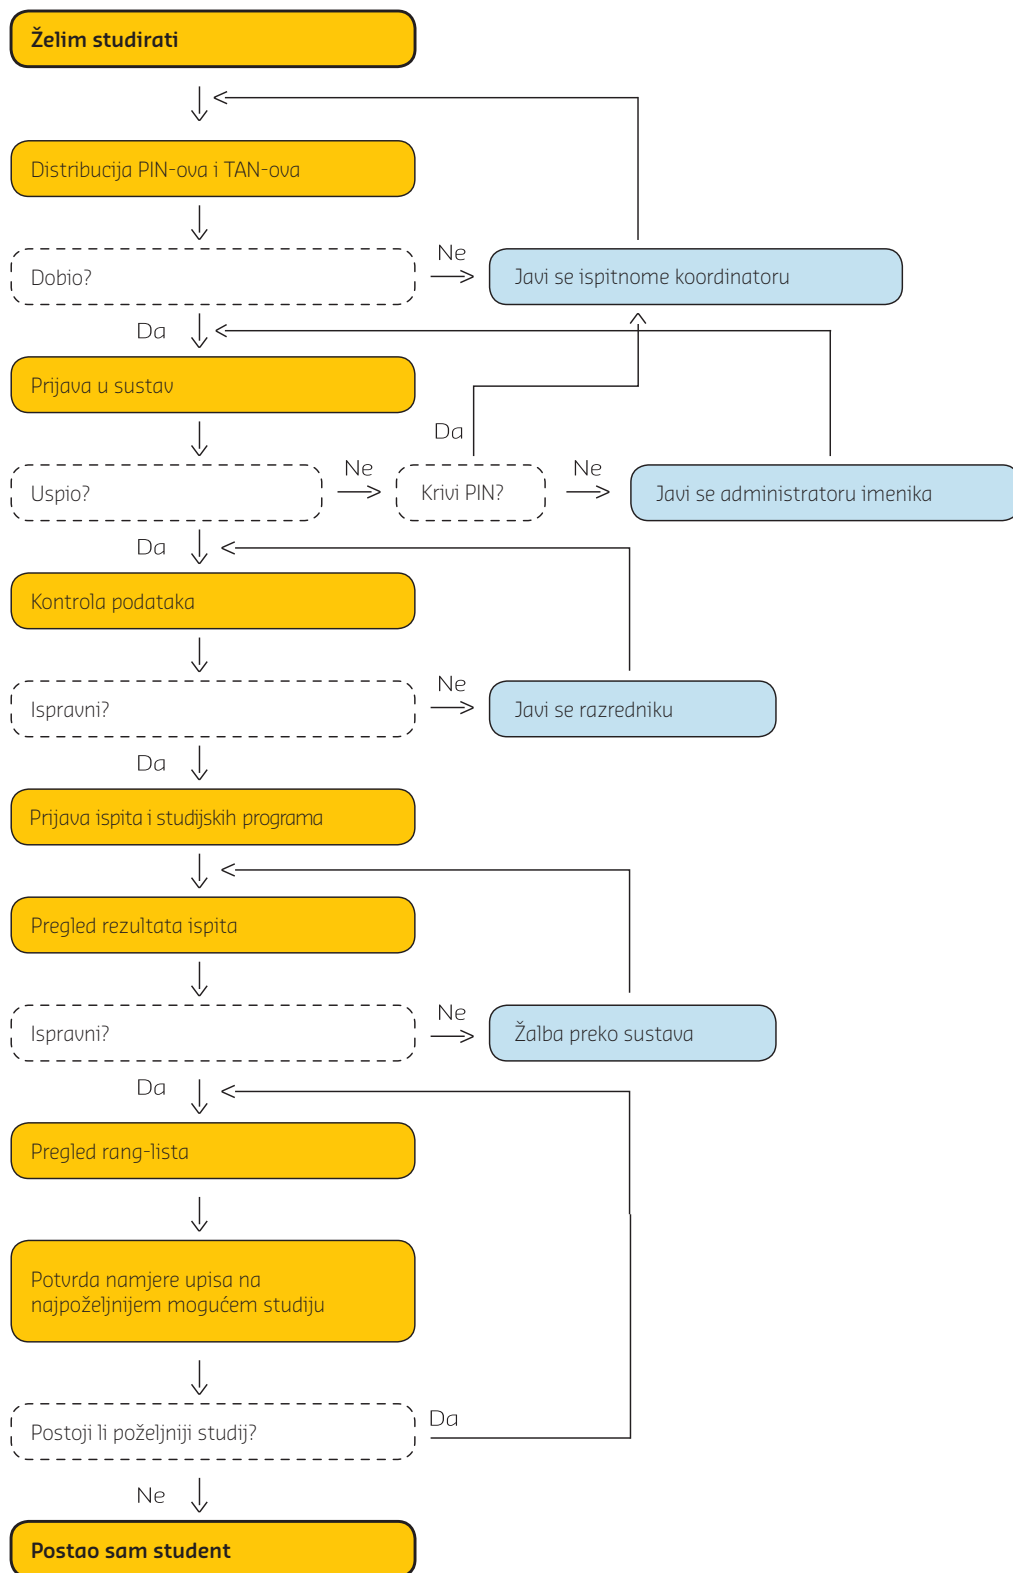 Želim studirati
Distribucija PIN-ova i TAN-ova
Dobio?
Ne
Javi se ispitnome koordinatoru
Da
Prijava u sustav
Da
Uspio?
Ne
Krivi PIN?
Ne
Javi se administratoru imenika
Da
Kontrola podataka
Ispravni?
Ne
Javi se razredniku
Da
Prijava ispita i studijskih programa
Pregled rezultata ispita
Ispravni?
Ne
Žalba preko sustava
Da
Pregled rang-lista
Potvrda namjere upisa na
najpoželjnijem mogućem studiju
Postoji li poželjniji studij?
Da
Ne
Postao sam student